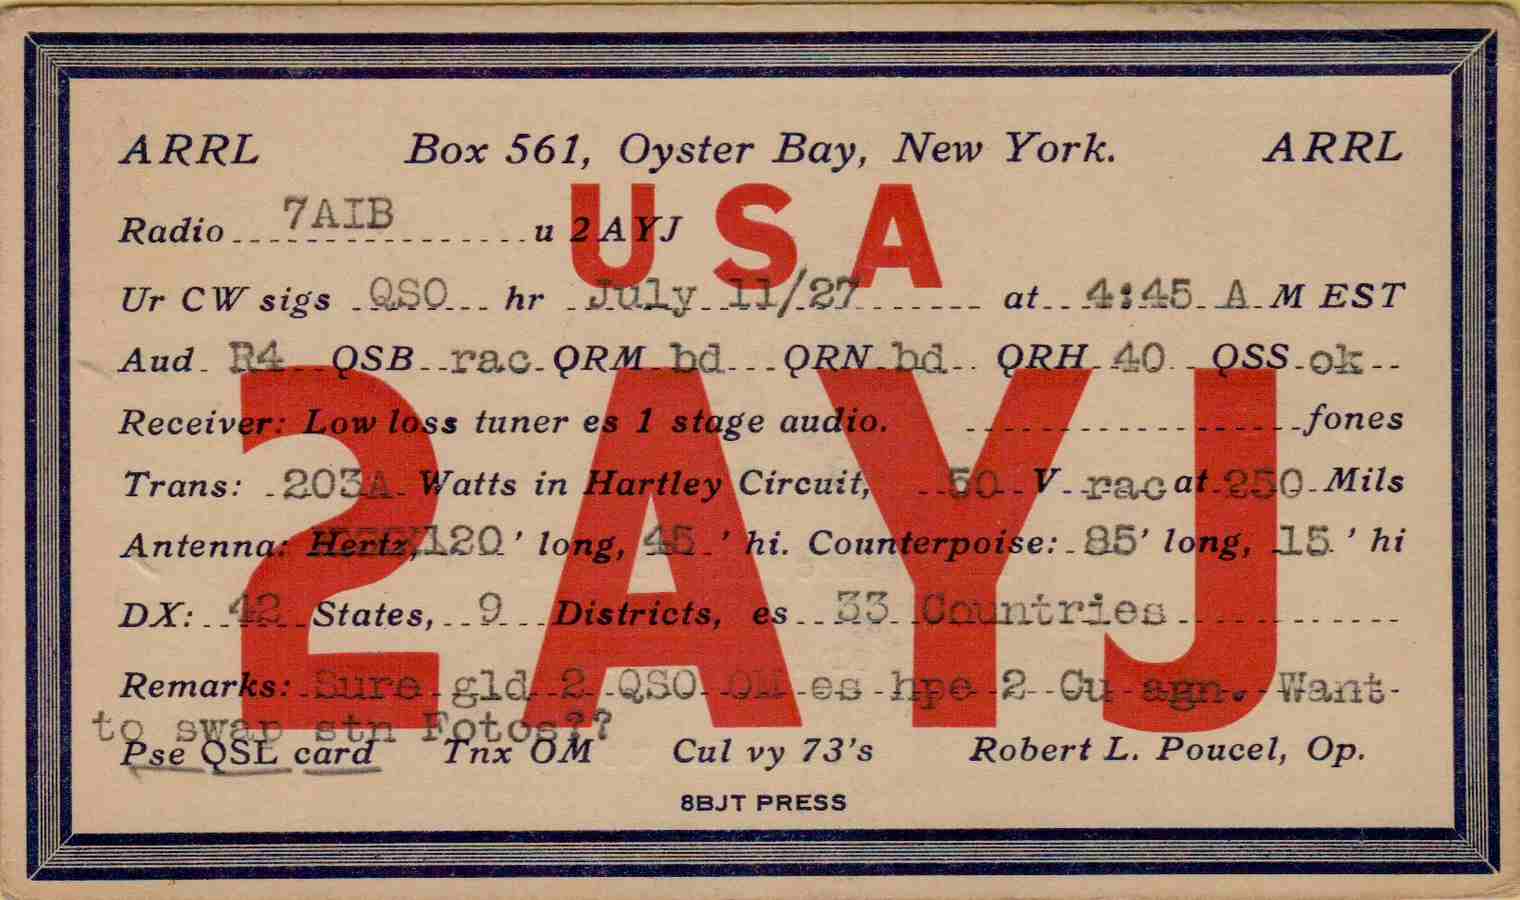 ARRL Box 561, Oyster Bay, New York. ARRL
USA
Radio 7AIB u 2AYJ
Ur CW sigs QSO hr July 11/27 at 4:45 A M EST
Aud R4 QSB rac QRM bd QRN bd QRH 40 QSS ok
2AYJ
Receiver: Low loss tuner es 1 stage audio. fones
Trans: 203A Watts in Hartley Circuit, 50 V rac at 250 Mils
Antenna: Hertz, 120 ' long, 45 ' hi. Counterpoise: 85' long, 15 ' hi
DX: 42 States, 9 Districts, es 33 Countries
Remarks: Sure gld 2 QSO OM es hpe 2 Cu agn. Want
to swap stn Fotos??
Pse QSL card Tnx OM Cul vy 73's Robert L. Poucel, Op.
8BJT PRESS